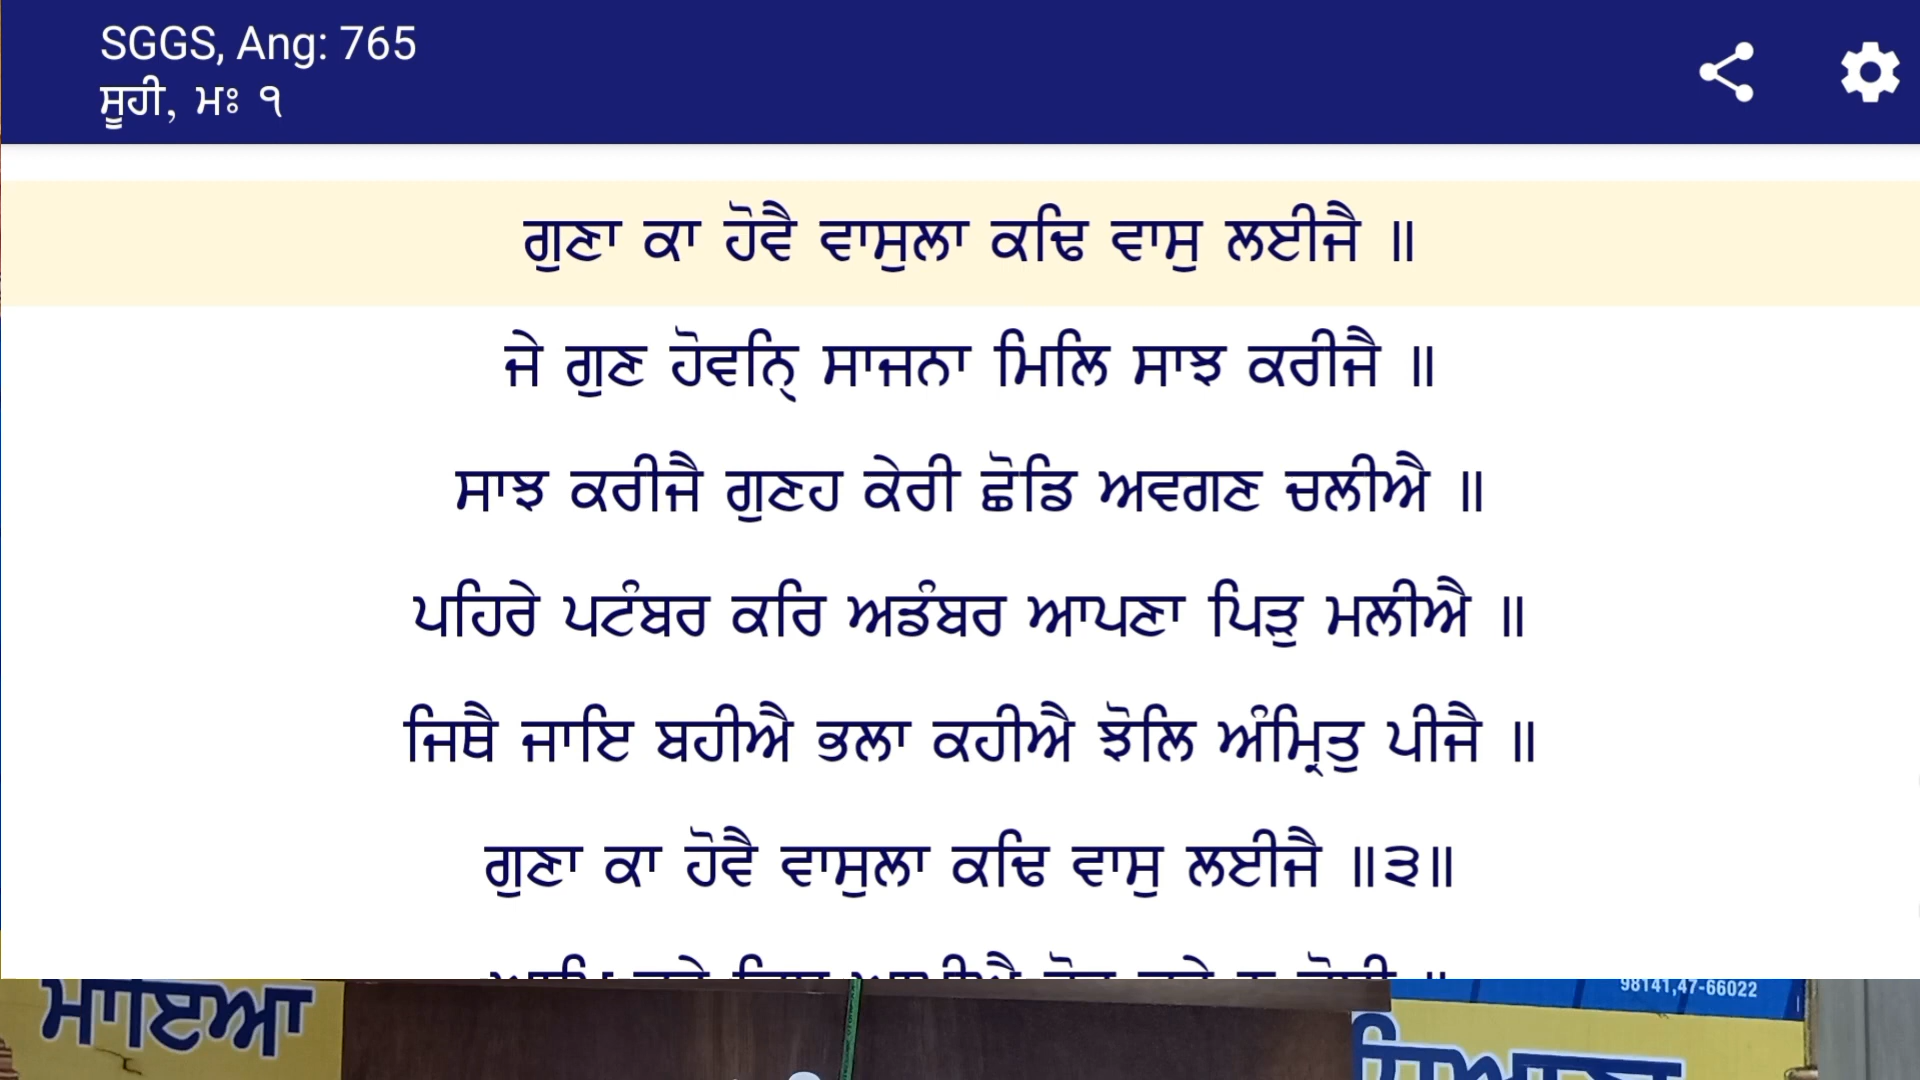 SGGS, Ang: 765
ਸੂਹੀ, ਮਃ ੧
ਗੁਣਾ ਕਾ ਹੋਵੈ ਵਾਸੁਲਾ ਕਢਿ ਵਾਸੁ ਲਈਜੈ ॥
ਜੇ ਗੁਣ ਹੋਵਨ੍ਹਿ ਸਾਜਨਾ ਮਿਲਿ ਸਾਝ ਕਰੀਜੈ ॥
ਸਾਝ ਕਰੀਜੈ ਗੁਣਹ ਕੇਰੀ ਛੋਡਿ ਅਵਗਣ ਚਲੀਐ ॥
ਪਹਿਰੇ ਪਟੰਬਰ ਕਰਿ ਅਡੰਬਰ ਆਪਣਾ ਪਿੜੁ ਮਲੀਐ ॥
ਜਿਥੈ ਜਾਇ ਬਹੀਐ ਭਲਾ ਕਹੀਐ ਝੋਲਿ ਅੰਮ੍ਰਿਤੁ ਪੀਜੈ ॥
ਗੁਣਾ ਕਾ ਹੋਵੈ ਵਾਸੁਲਾ ਕਢਿ ਵਾਸੁ ਲਈਜੈ ॥੩॥
98141,47-66022
ਮਾਇਆ